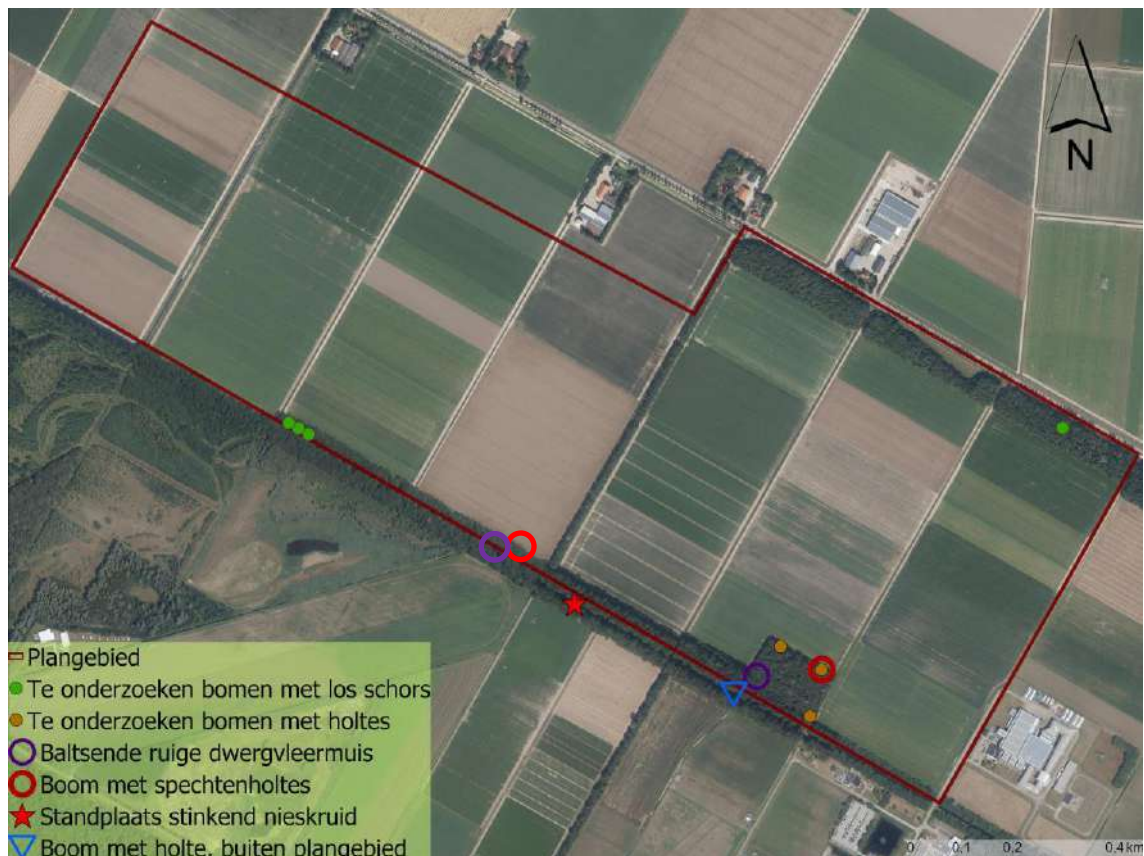 N
Plangebied
Te onderzoeken bomen met los schors
Te onderzoeken bomen met holtes
Baltsende ruige dwergvleermuis
Boom met spechtenholtes
Standplaats stinkend nieskruid
Boom met holte, buiten plangebied
0 0,1 0,2 0,4 km